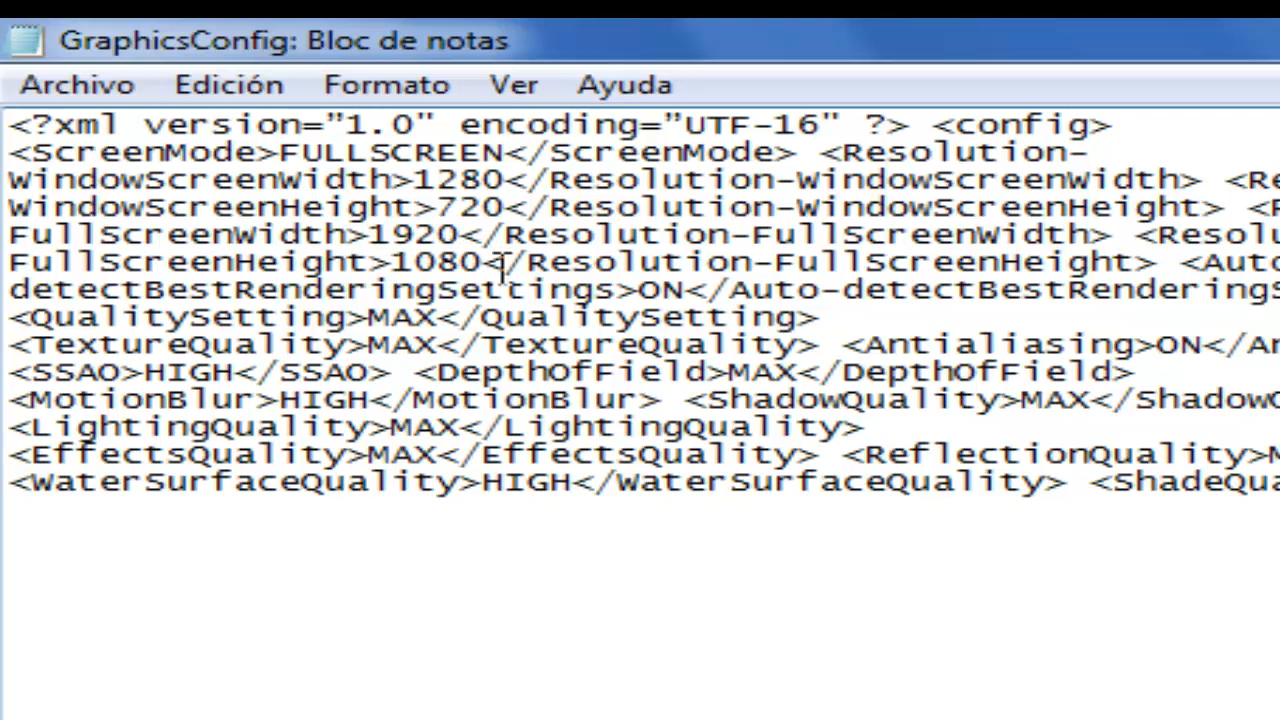 GraphicsConfig: Bloc de notas
Archivo Edición Formato Ver Ayuda
<?xml version="1.0" encoding="UTF-16" ?> <config>
<ScreenMode>FULLSCREEN</ScreenMode> <Resolution-
WindowScreenWidth>1280</Resolution-WindowScreenWidth> <Re
WindowScreenHeight>720</Resolution-WindowScreenHeight> <R
FullScreenWidth>1920</Resolution-FullScreenWidth> <Resolu
FullScreenHeight>1080</Resolution-FullScreenHeight> <Auto
detectBestRenderingSettings>ON</Auto-detectBestRenderingS
<QualitySetting>MAX</QualitySetting>
<TextureQuality>MAX</TextureQuality> <Antialiasing>ON</An
<SSAO>HIGH</SSAO> <DepthOfField>MAX</DepthOfField>
<MotionBlur>HIGH</MotionBlur> <ShadowQuality>MAX</ShadowQ
<LightingQuality>MAX</LightingQuality>
<EffectsQuality>MAX</EffectsQuality> <ReflectionQuality>M
<WaterSurfaceQuality>HIGH</WaterSurfaceQuality> <ShadeQua